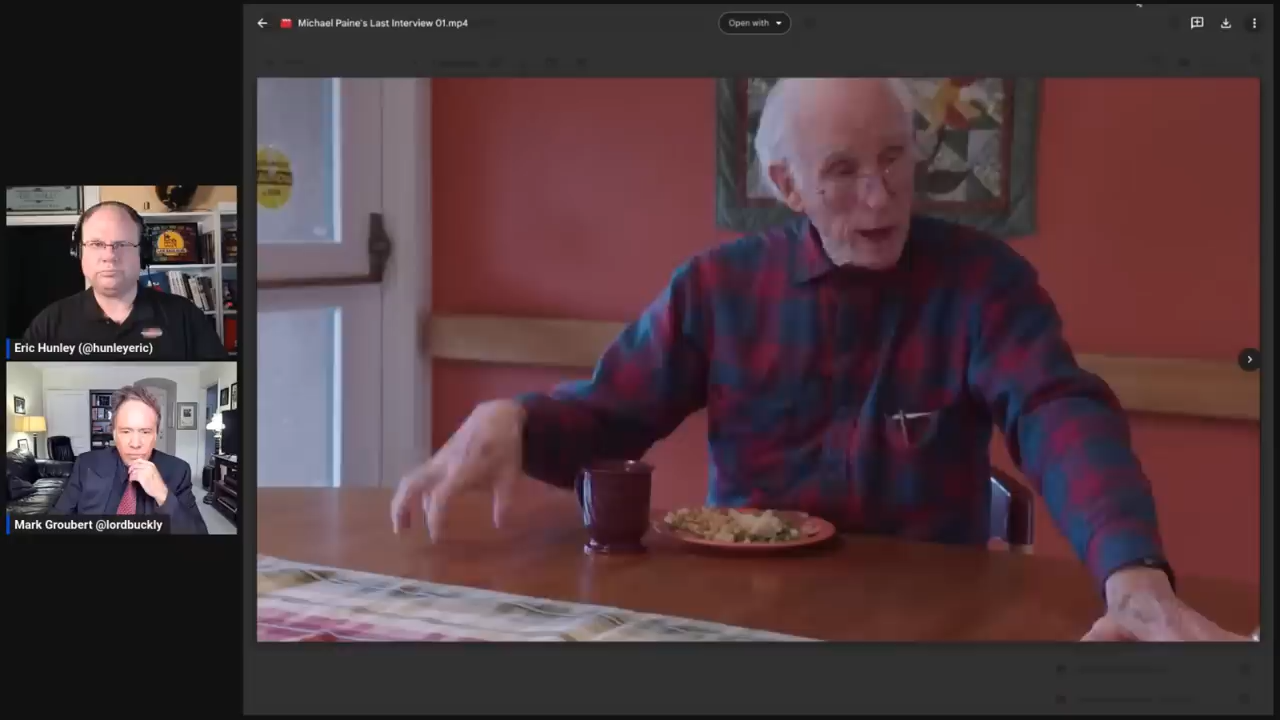 Michael Paine's Last Interview 01.mp4
Open with
Eric Hunley (@hunleyeric)
Mark Groubert @lordbuckly